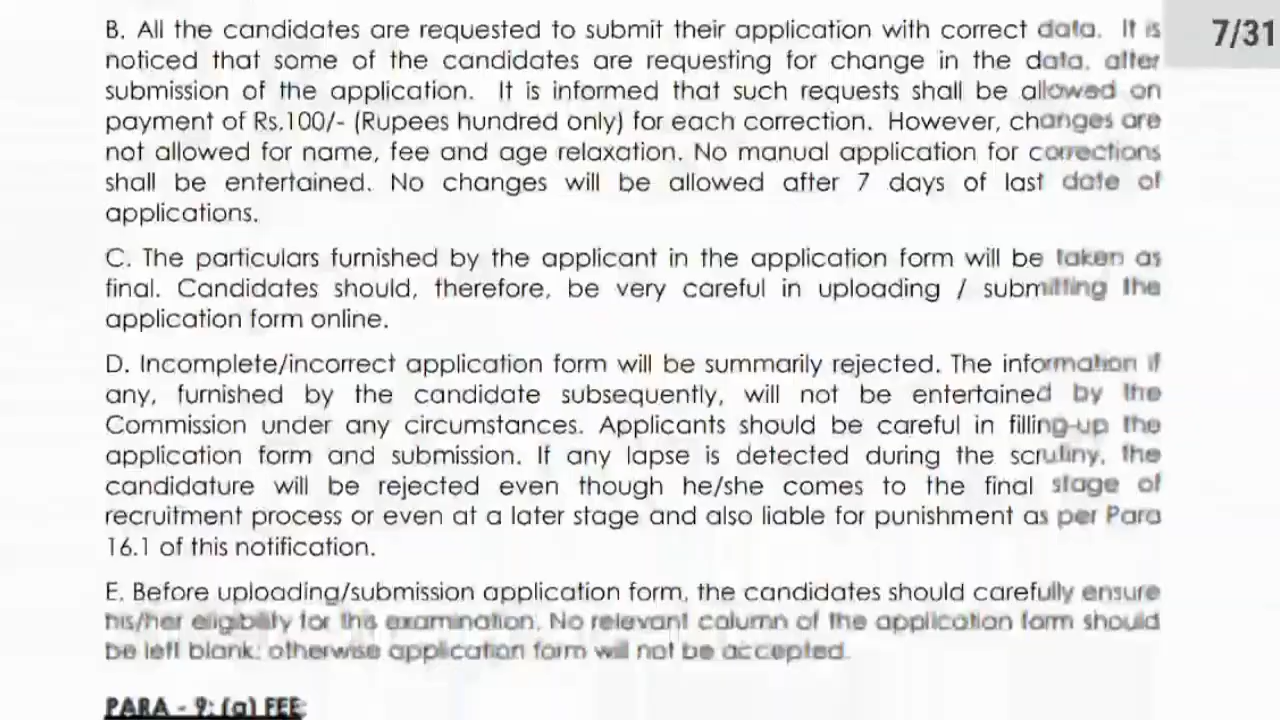 B. All the candidates are requested to submit their application with correct data. It is
7/31
noticed that some of the candidates are requesting for change in the data, after
submission of the application. It is informed that such requests shall be allowed on
payment of Rs.100/- (Rupees hundred only) for each correction. However, changes are
not allowed for name, fee and age relaxation. No manual application for corrections
shall be entertained. No changes will be allowed after 7 days of last date of
applications.
C. The particulars furnished by the applicant in the application form will be taken as
final. Candidates should, therefore, be very careful in uploading / submitting the
application form online.
D. Incomplete/incorrect application form will be summarily rejected. The information if
any, furnished by the candidate subsequently, will not be entertained by the
Commission under any circumstances. Applicants should be careful in filling-up the
application form and submission. If any lapse is detected during the scrutiny, the
candidature will be rejected even though he/she comes to the final stage of
recruitment process or even at a later stage and also liable for punishment as per Para
16.1 of this notification.
E. Before uploading/submission application form, the candidates should carefully ensure
his/her eligibility for this examination. No relevant column of the application form should
be left blank; otherwise application form will not be accepted.
PARA - 9: (a) FEE: